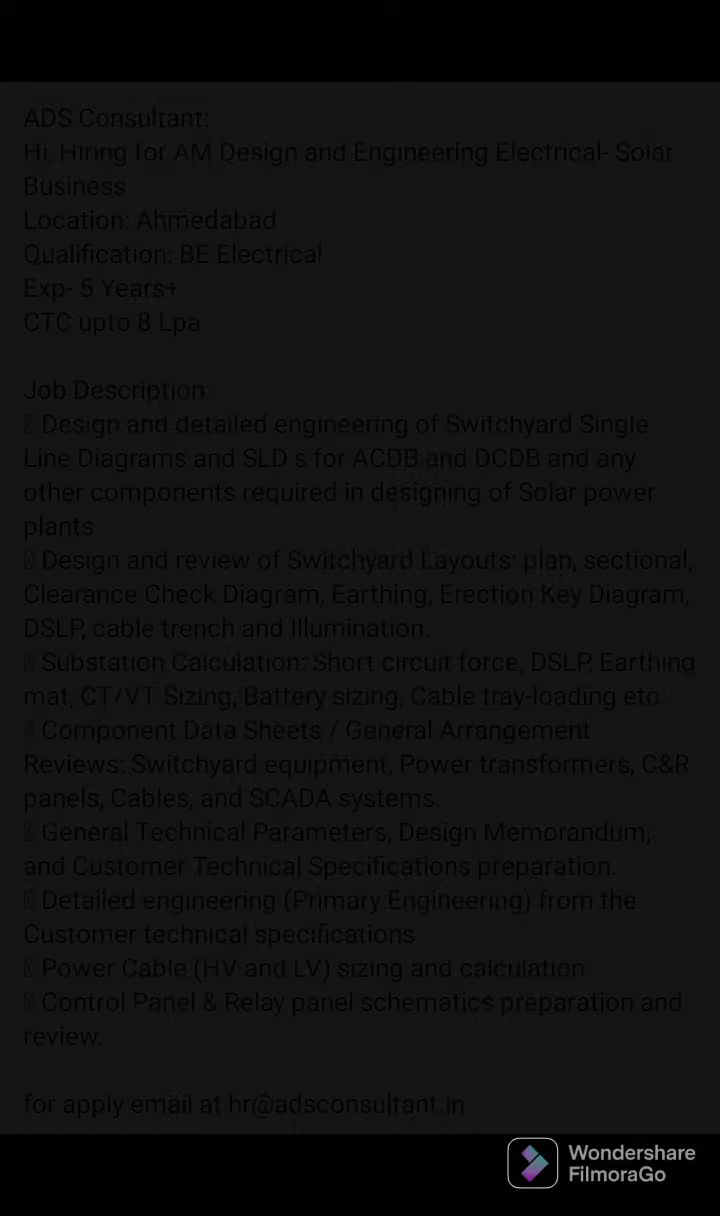 ADS Consultant:
Hi, Hiring for AM Design and Engineering Electrical- Solar
Business
Location: Ahmedabad
Qualification: BE Electrical
Exp- 5 Years+
CTC upto 8 Lpa
Job Description:
Design and detailed engineering of Switchyard Single
Line Diagrams and SLD s for ACDB and DCDB and any
other components required in designing of Solar power
plants
Design and review of Switchyard Layouts: plan, sectional,
Clearance Check Diagram, Earthing, Erection Key Diagram,
DSLP, cable trench and Illumination.
Substation Calculation: Short circuit force, DSLP, Earthing
mat, CT/VT Sizing, Battery sizing, Cable tray-loading etc.
Component Data Sheets / General Arrangement
Reviews: Switchyard equipment, Power transformers, C&R
panels, Cables, and SCADA systems.
General Technical Parameters, Design Memorandum,
and Customer Technical Specifications preparation.
Detailed engineering (Primary Engineering) from the
Customer technical specifications
Power Cable (HV and LV) sizing and calculation
Control Panel & Relay panel schematics preparation and
review.
for apply email at hr@adsconsultant.in
Wondershare
FilmoraGo